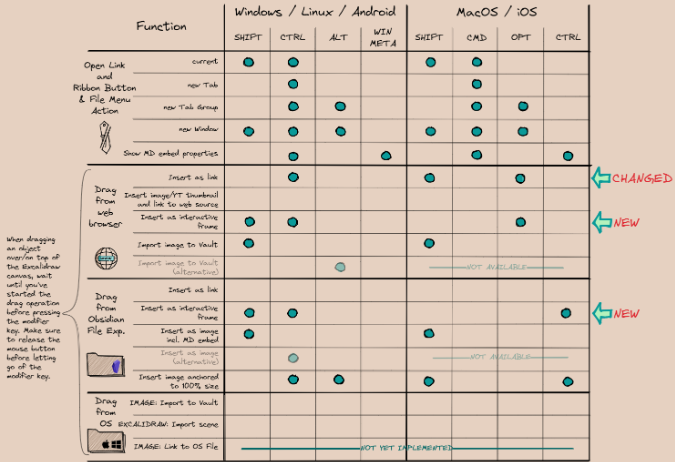 Windows / Linux / Android
MacOS / iOS
Function
SHIFT
CTRL
ALT
WIN
META
SHIFT
CMD
OPT
CTRL
Open Link
and
Ribbon Button
& File Menu
Action
current
new Tab
new Tab Group
new Window
Show MD embed properties
Drag
from
web
browser
Insert as link
CHANGED
Insert image/YT thumbnail
and link to web source
Insert as interactive
frame
NEW
Import image to Vault
Import image to Vault
(alternative)
NOT AVAILABLE
When dragging
an object
over/on top of
the Excalidraw
canvas, wait
until you've
started the
drag operation
before pressing
the modifier
key. Make sure
to release the
mouse button
before letting
go of the
modifier key.
Drag
from
Obsidian
File Exp.
Insert as link
Insert as interactive
frame
NEW
Insert as image
incl. MD embed
Insert as image
(alternative)
NOT AVAILABLE
Insert image anchored
to 100% size
Drag
from
OS
IMAGE: Import to Vault
EXCALIDRAW: Import scene
IMAGE: Link to OS File
NOT YET IMPLEMENTED